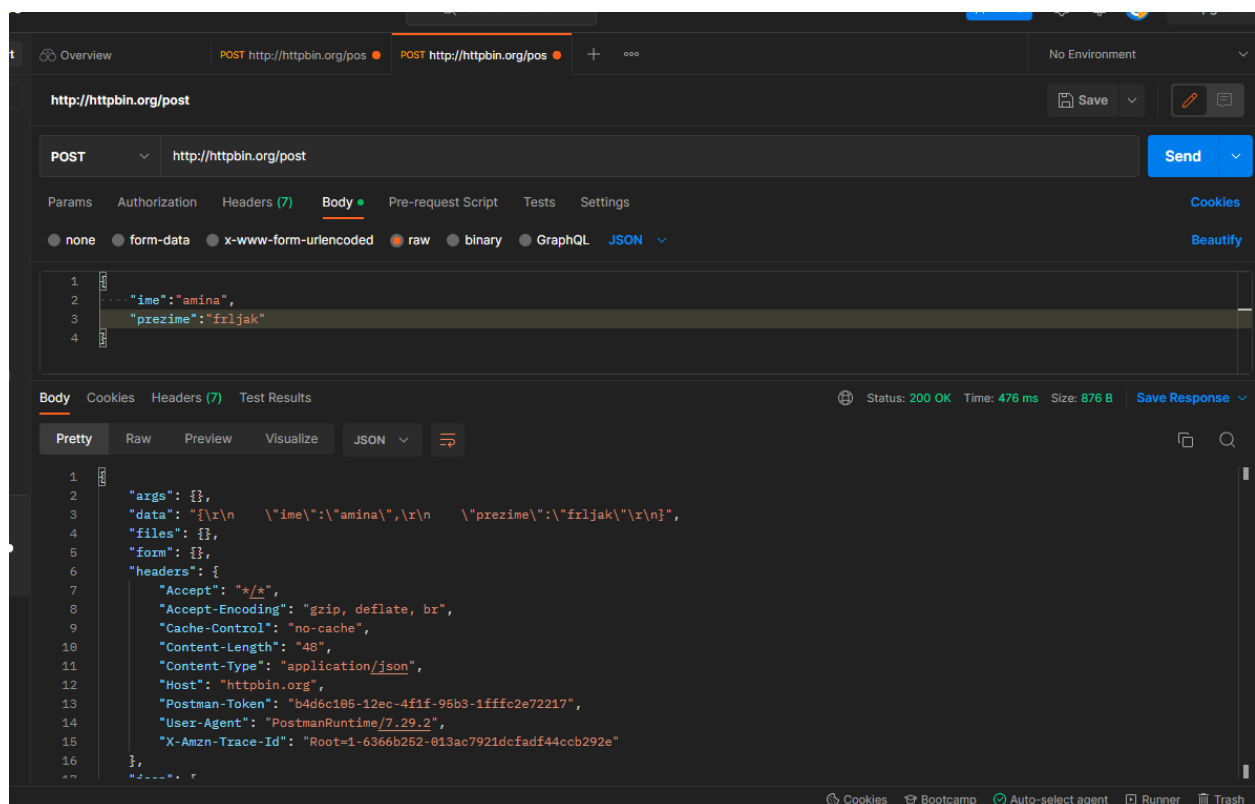 Overview POST http://httpbin.org/pos POST http://httpbin.org/pos No Environment
http://httpbin.org/post Save
POST http://httpbin.org/post Send
Params Authorization Headers (7) Body Pre-request Script Tests Settings Cookies
none form-data x-www-form-urlencoded raw binary GraphQL JSON Beautify
1 {
2 "ime":"amina",
3 "prezime":"frljak"
4 }
Body Cookies Headers (7) Test Results Status: 200 OK Time: 476 ms Size: 876 B Save Response
Pretty Raw Preview Visualize JSON
1 {
2 "args": {},
3 "data": "{\r\n    \"ime\":\"amina\",\r\n    \"prezime\":\"frljak\"\r\n}",
4 "files": {},
5 "form": {},
6 "headers": {
7 "Accept": "*/*",
8 "Accept-Encoding": "gzip, deflate, br",
9 "Cache-Control": "no-cache",
10 "Content-Length": "48",
11 "Content-Type": "application/json",
12 "Host": "httpbin.org",
13 "Postman-Token": "b4d6c105-12ec-4f1f-95b3-1fffc2e72217",
14 "User-Agent": "PostmanRuntime/7.29.2",
15 "X-Amzn-Trace-Id": "Root=1-6366b252-013ac7921dcfadf44ccb292e"
16 },
Cookies Bootcamp Auto-select agent Runner Trash